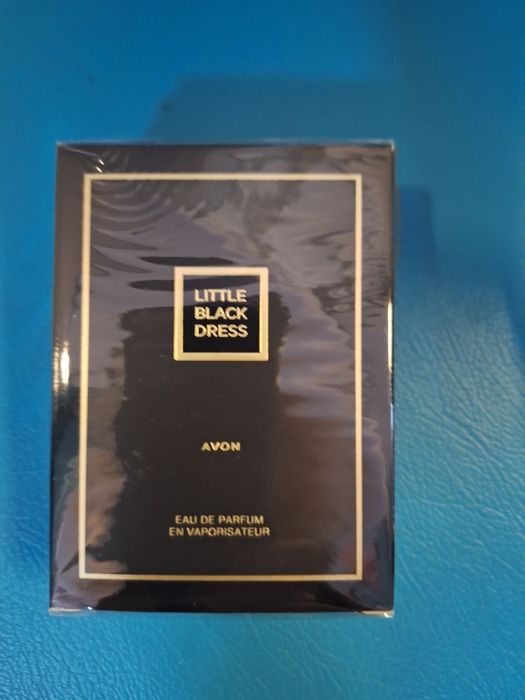 LITTLE
BLACK
DRESS
AVON
EAU DE PARFUM
EN VAPORISATEUR